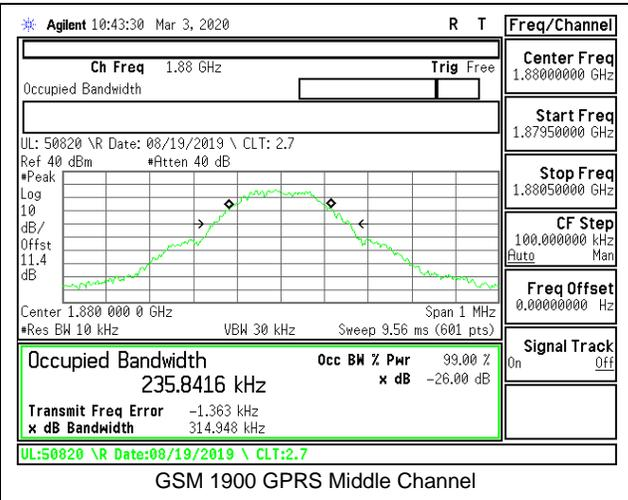 Agilent 10:43:30 Mar 3, 2020 R T
Ch Freq 1.88 GHz Trig Free
Occupied Bandwidth
UL: 50820 \R Date: 08/19/2019 \ CLT: 2.7
Ref 40 dBm #Atten 40 dB
#Peak
Log
10
dB/
Offst
11.4
dB
Center 1.880 000 0 GHz Span 1 MHz
#Res BW 10 kHz VBW 30 kHz Sweep 9.56 ms (601 pts)
Occupied Bandwidth Occ BW % Pwr 99.00 %
235.8416 kHz x dB -26.00 dB
Transmit Freq Error -1.363 kHz
x dB Bandwidth 314.948 kHz
UL:50820 \R Date:08/19/2019 \ CLT:2.7
Freq/Channel
Center Freq
1.88000000 GHz
Start Freq
1.87950000 GHz
Stop Freq
1.88050000 GHz
CF Step
100.000000 kHz
Auto Man
Freq Offset
0.00000000 Hz
Signal Track
On Off
GSM 1900 GPRS Middle Channel